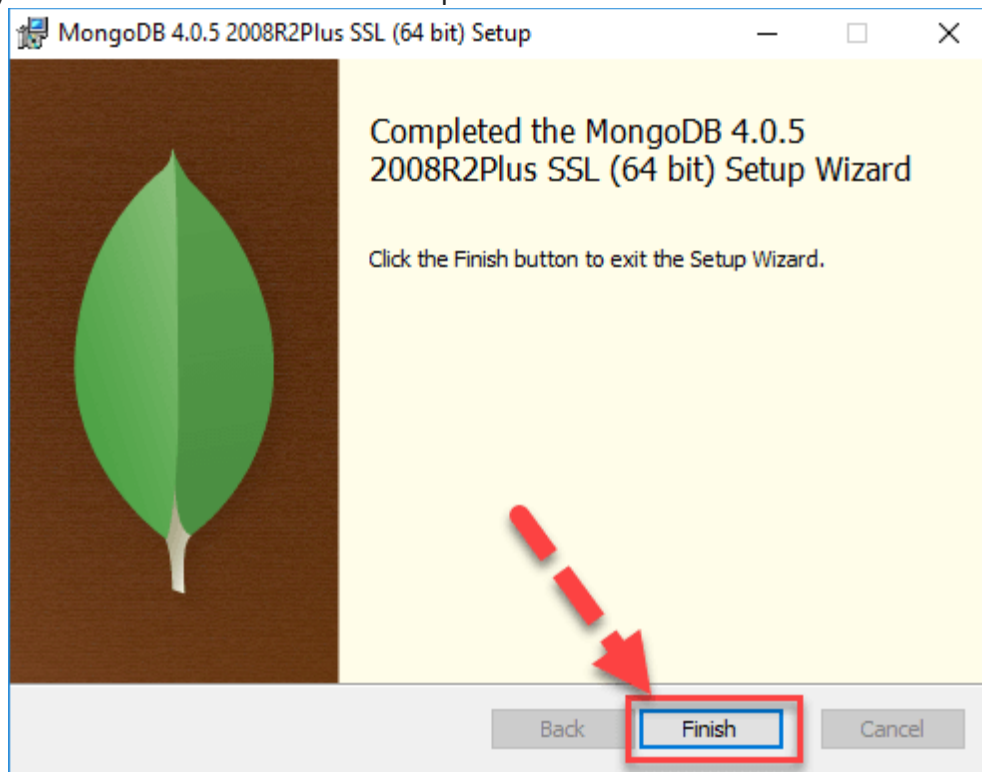 MongoDB 4.0.5 2008R2Plus SSL (64 bit) Setup
Completed the MongoDB 4.0.5
2008R2Plus SSL (64 bit) Setup Wizard
Click the Finish button to exit the Setup Wizard.
Back
Finish
Cancel